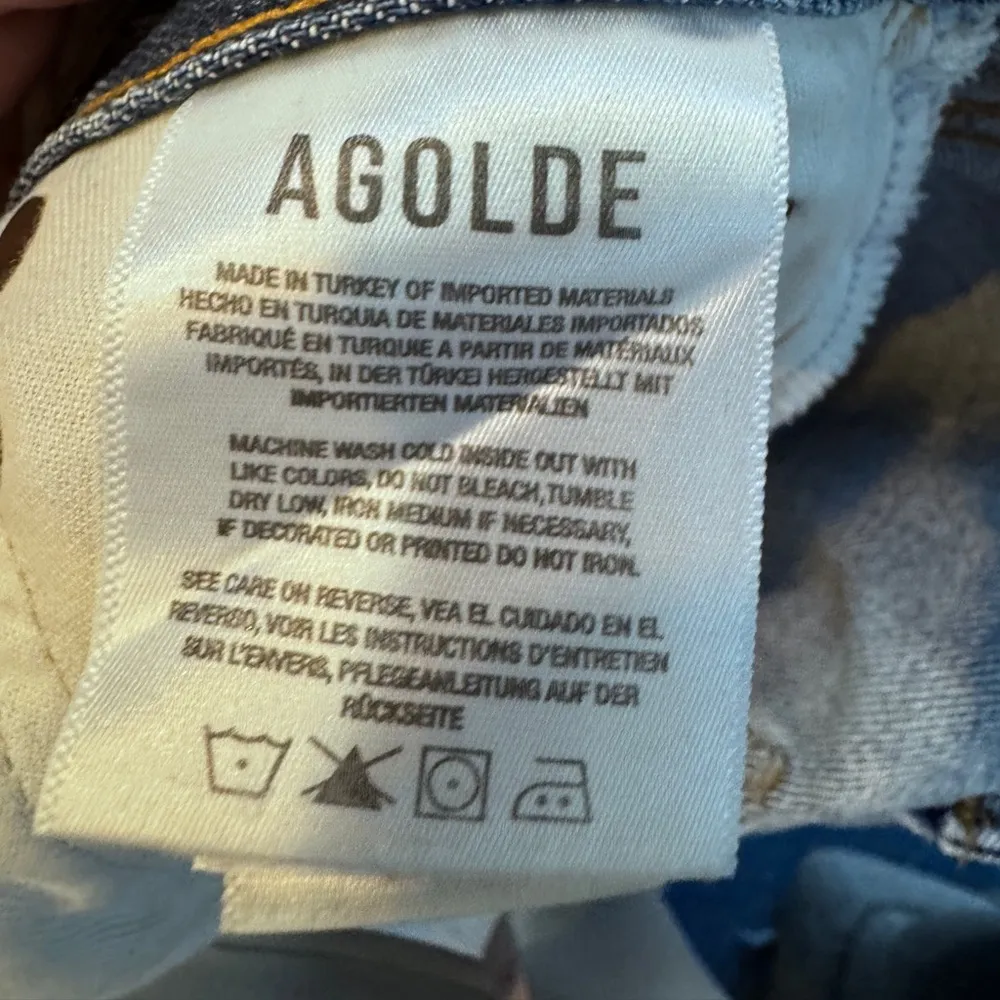 AGOLDE
MADE IN TURKEY OF IMPORTED MATERIALS
HECHO EN TURQUIA DE MATERIALES IMPORTADOS
FABRIQUÉ EN TURQUIE A PARTIR DE MATÉRIAUX
IMPORTÉS, IN DER TÜRKEI HERGESTELLT MIT
IMPORTIERTEN MATERIALIEN
MACHINE WASH COLD INSIDE OUT WITH
LIKE COLORS, DO NOT BLEACH, TUMBLE
DRY LOW, IRON MEDIUM IF NECESSARY,
IF DECORATED OR PRINTED DO NOT IRON.
SEE CARE ON REVERSE, VEA EL CUIDADO EN EL
REVERSO, VOIR LES INSTRUCTIONS D'ENTRETIEN
SUR L'ENVERS, PFLEGEANLEITUNG AUF DER
RÜCKSEITE